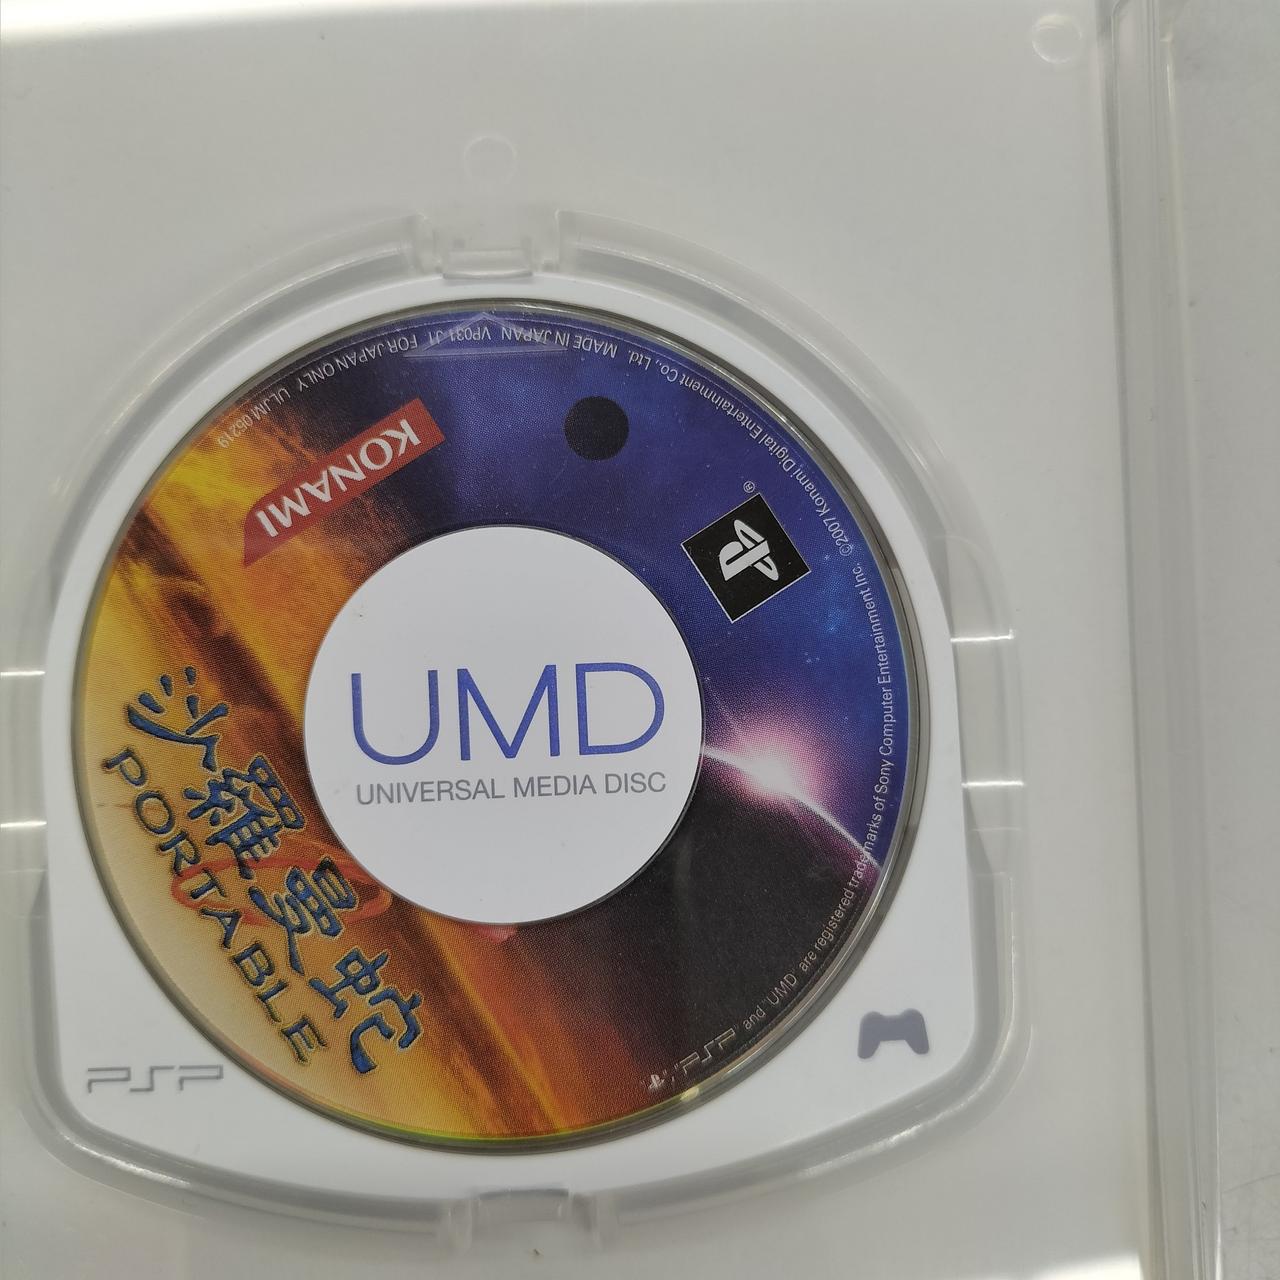 ULJM 05219 FOR JAPAN ONLY VP031 J1 MADE IN JAPAN
©2007 Konami Digital Entertainment Co., Ltd.
KONAMI
®
UMD
UNIVERSAL MEDIA DISC
沙羅曼蛇
PORTABLE
"PSP" and "UMD" are registered trademarks of Sony Computer Entertainment Inc.
PSP